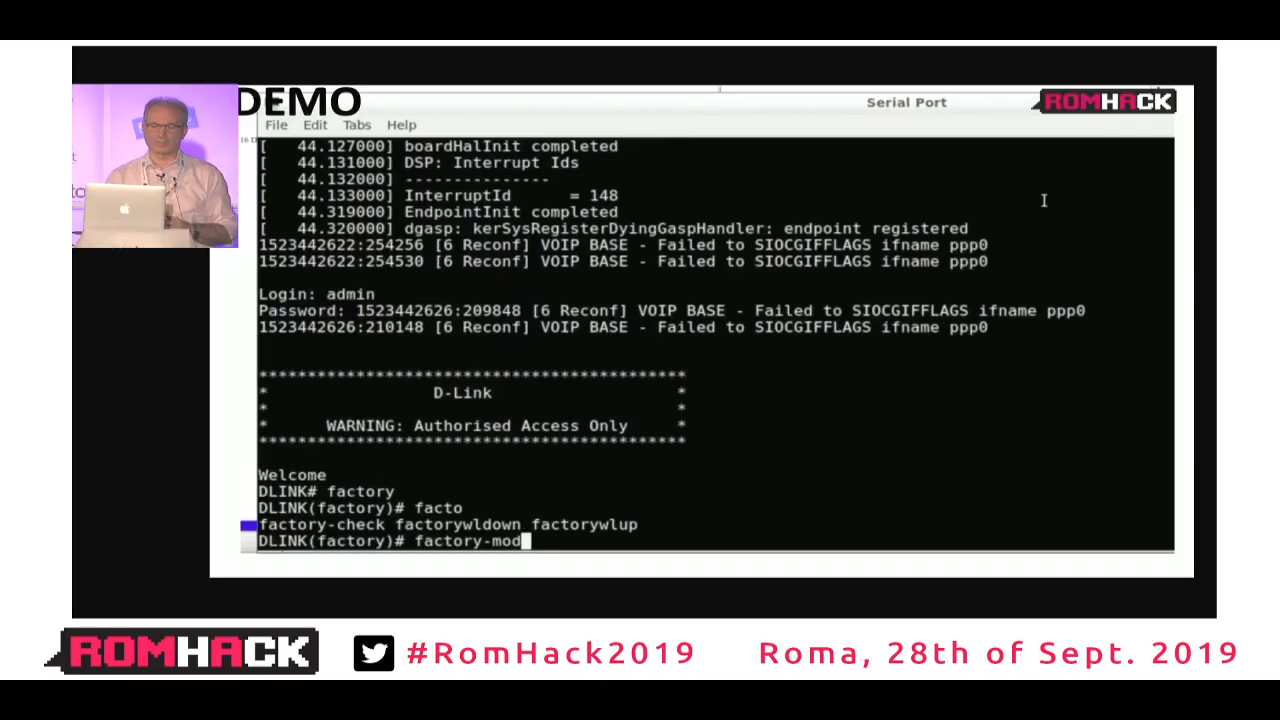 DEMO
ROMHACK
Serial Port
File Edit Tabs Help
[ 44.127000] boardHalInit completed
[ 44.131000] DSP: Interrupt Ids
[ 44.132000] ---------------
[ 44.133000] InterruptId = 148
[ 44.319000] EndpointInit completed
[ 44.320000] dgasp: kerSysRegisterDyingGaspHandler: endpoint registered
1523442622:254256 [6 Reconf] VOIP BASE - Failed to SIOCGIFFLAGS ifname ppp0
1523442622:254530 [6 Reconf] VOIP BASE - Failed to SIOCGIFFLAGS ifname ppp0
Login: admin
Password: 1523442626:209848 [6 Reconf] VOIP BASE - Failed to SIOCGIFFLAGS ifname ppp0
1523442626:210148 [6 Reconf] VOIP BASE - Failed to SIOCGIFFLAGS ifname ppp0
********************************************
* D-Link *
* *
* WARNING: Authorised Access Only *
********************************************
Welcome
DLINK# factory
DLINK(factory)# facto
factory-check factorywldown factorywlup
DLINK(factory)# factory-mod
ROMHACK #RomHack2019 Roma, 28th of Sept. 2019